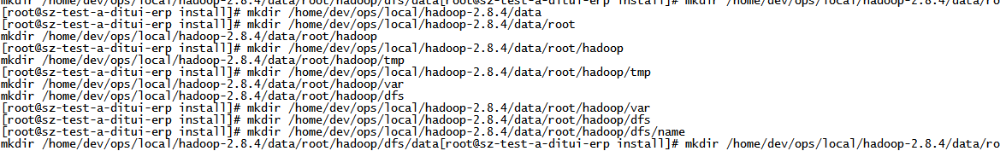 mkdir /home/dev/ops/local/hadoop-2.8.4/data/root/hadoop/dfs/data[root@sz-test-a-ditui-erp install]# mkdir /home/dev/ops/local/hadoop-2.8.4/data/ro
[root@sz-test-a-ditui-erp install]# mkdir /home/dev/ops/local/hadoop-2.8.4/data
[root@sz-test-a-ditui-erp install]# mkdir /home/dev/ops/local/hadoop-2.8.4/data/root
mkdir /home/dev/ops/local/hadoop-2.8.4/data/root/hadoop
[root@sz-test-a-ditui-erp install]# mkdir /home/dev/ops/local/hadoop-2.8.4/data/root/hadoop
mkdir /home/dev/ops/local/hadoop-2.8.4/data/root/hadoop/tmp
[root@sz-test-a-ditui-erp install]# mkdir /home/dev/ops/local/hadoop-2.8.4/data/root/hadoop/tmp
mkdir /home/dev/ops/local/hadoop-2.8.4/data/root/hadoop/var
mkdir /home/dev/ops/local/hadoop-2.8.4/data/root/hadoop/dfs
[root@sz-test-a-ditui-erp install]# mkdir /home/dev/ops/local/hadoop-2.8.4/data/root/hadoop/var
[root@sz-test-a-ditui-erp install]# mkdir /home/dev/ops/local/hadoop-2.8.4/data/root/hadoop/dfs
[root@sz-test-a-ditui-erp install]# mkdir /home/dev/ops/local/hadoop-2.8.4/data/root/hadoop/dfs/name
mkdir /home/dev/ops/local/hadoop-2.8.4/data/root/hadoop/dfs/data[root@sz-test-a-ditui-erp install]# mkdir /home/dev/ops/local/hadoop-2.8.4/data/ro